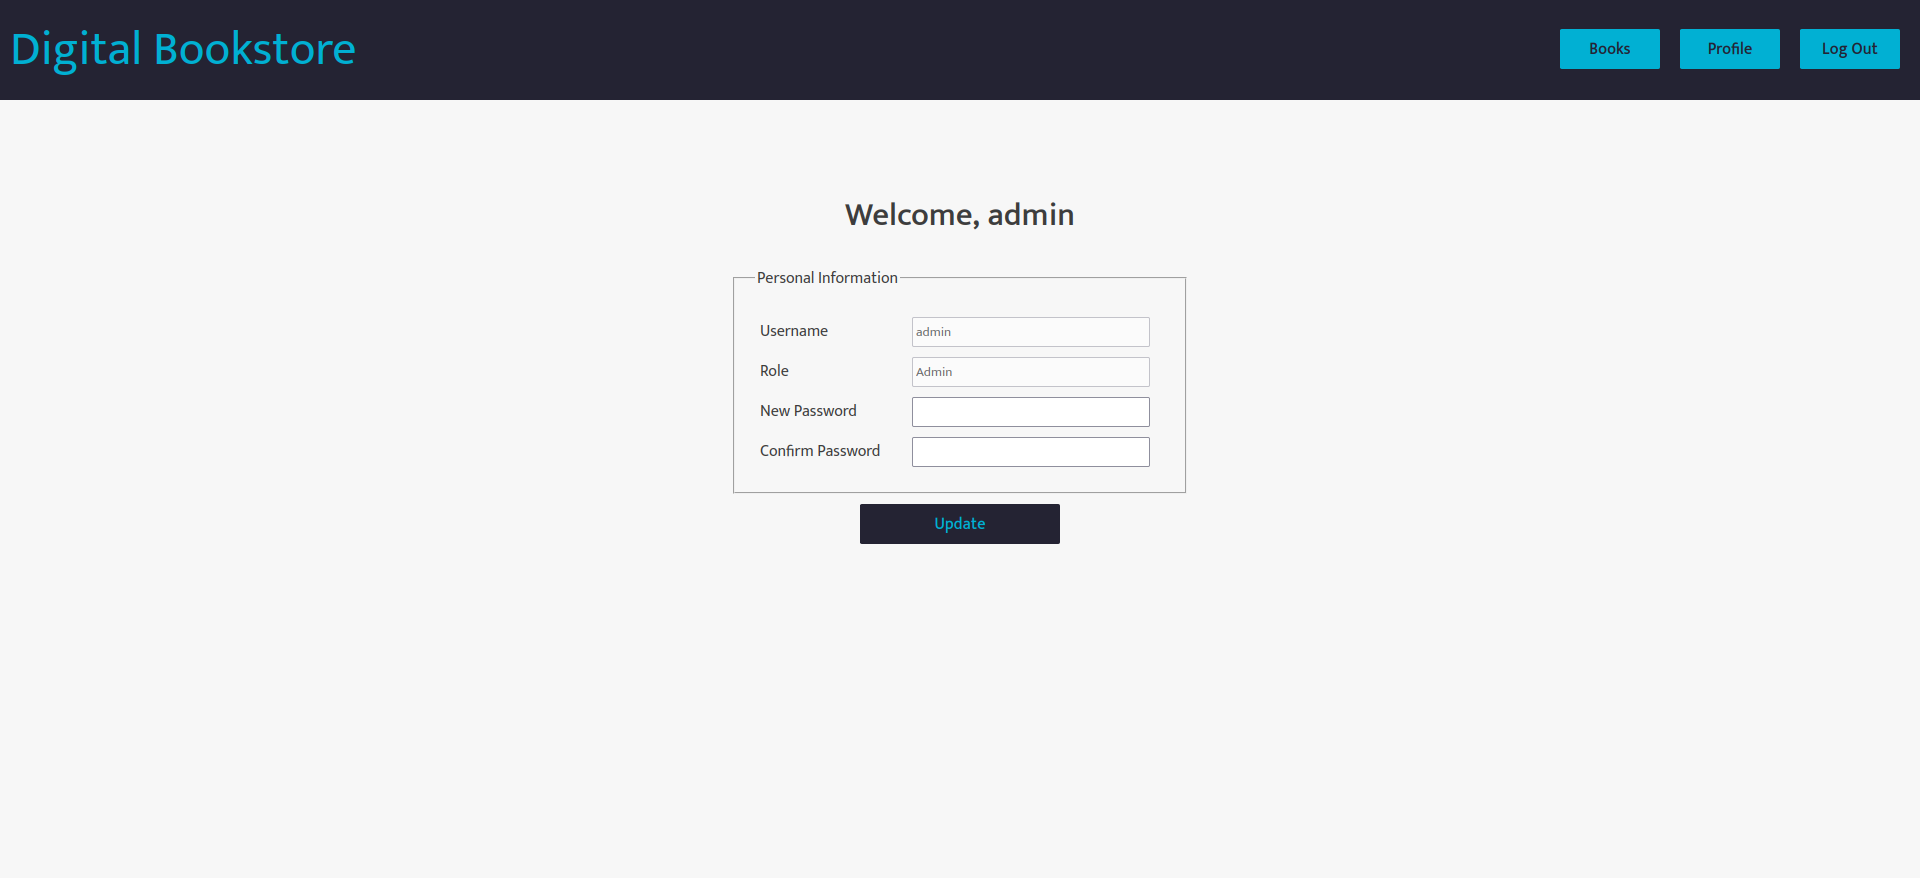 Digital Bookstore
Books
Profile
Log Out
Welcome, admin
Personal Information
Username
admin
Role
Admin
New Password
Confirm Password
Update